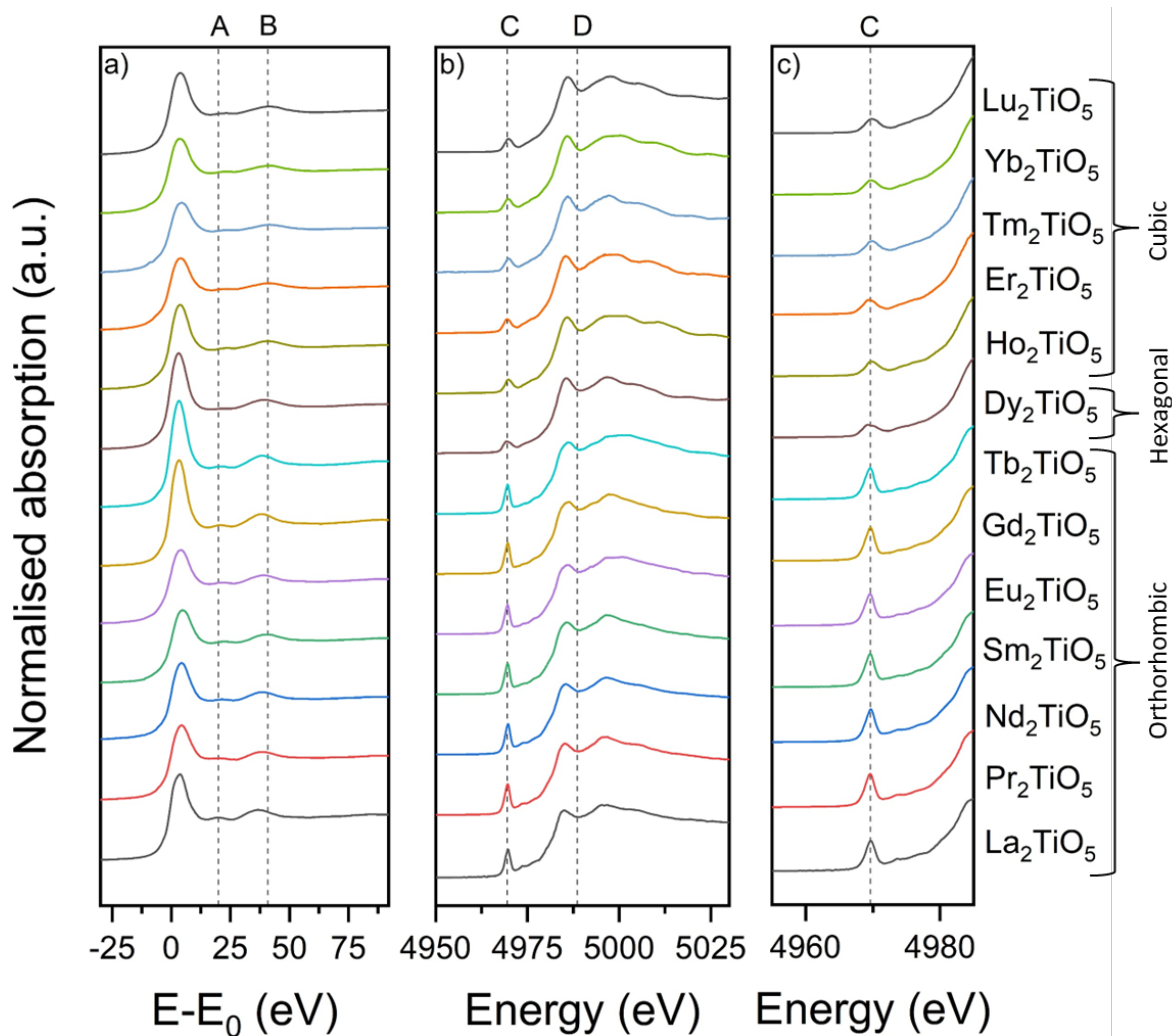 A B C D C
a) b) c)
Normalised absorption (a.u.)
Lu₂TiO₅
Yb₂TiO₅
Tm₂TiO₅
Er₂TiO₅
Ho₂TiO₅
Cubic
Dy₂TiO₅
Hexagonal
Tb₂TiO₅
Gd₂TiO₅
Eu₂TiO₅
Sm₂TiO₅
Nd₂TiO₅
Pr₂TiO₅
La₂TiO₅
Orthorhombic
-25 0 25 50 75 4950 4975 5000 5025 4960 4980
E-E₀ (eV) Energy (eV) Energy (eV)